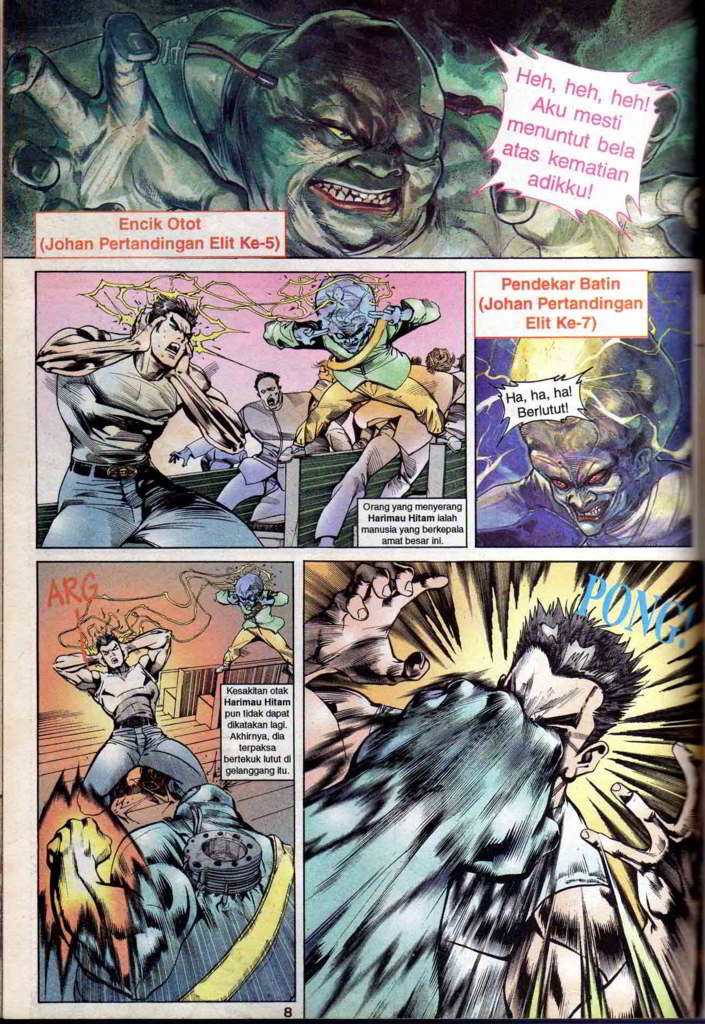 Heh, heh, heh!
Aku mesti
menuntut bela
atas kematian
adikku!
Encik Otot
(Johan Pertandingan Elit Ke-5)
Pendekar Batin
(Johan Pertandingan
Elit Ke-7)
Ha, ha, ha!
Berlutut!
Orang yang menyerang
Harimau Hitam ialah
manusia yang berkepala
amat besar ini.
ARG
Kesakitan otak
Harimau Hitam
pun tidak dapat
dikatakan lagi.
Akhirnya, dia
terpaksa
bertekuk lutut di
gelanggang itu.
PONG!
8